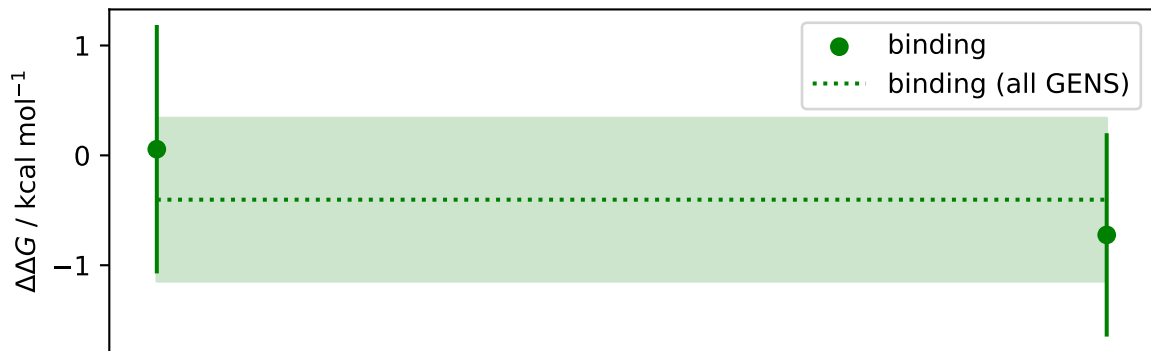 ΔΔG / kcal mol⁻¹
1
0
−1
binding
binding (all GENS)